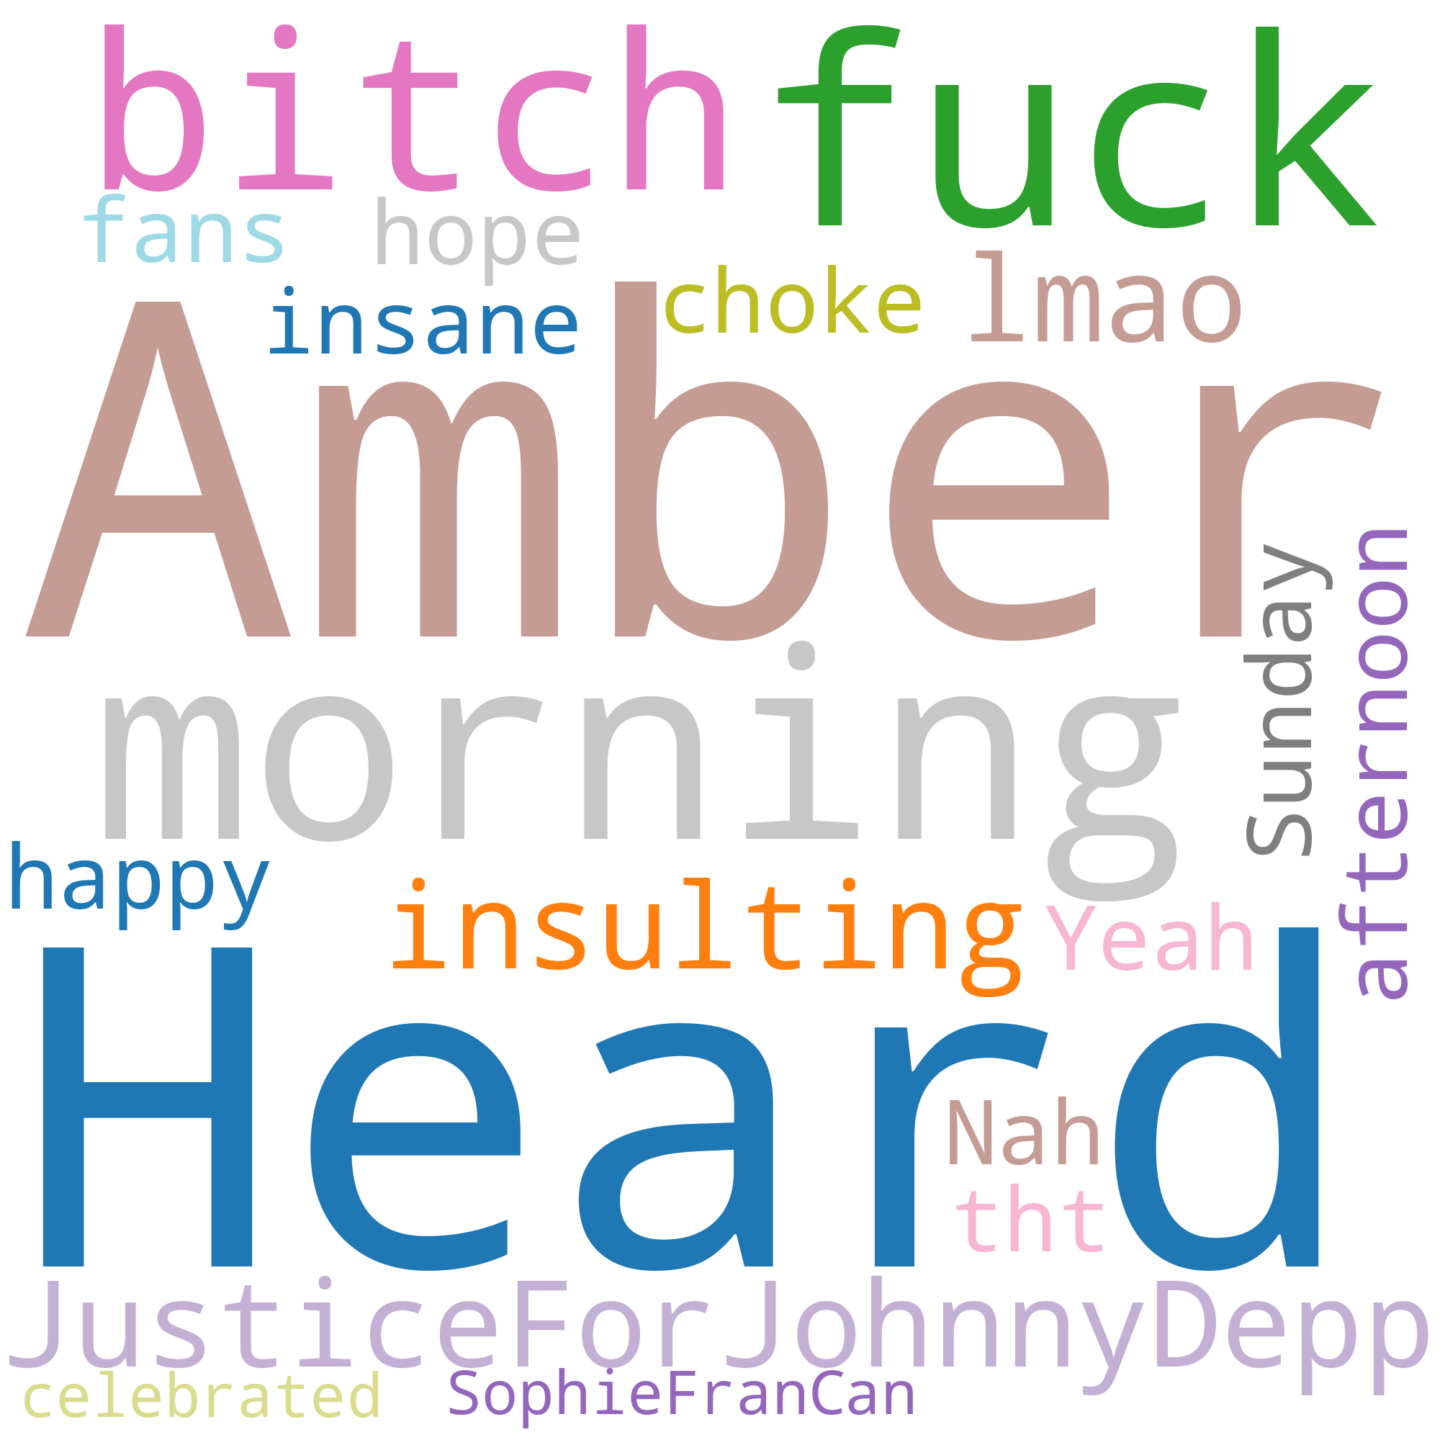 bitch fuck
fans hope
insane choke lmao
Amber
Sunday
afternoon
morning
happy insulting Yeah
Heard
Nah
tht
JusticeForJohnnyDepp
celebrated SophieFranCan